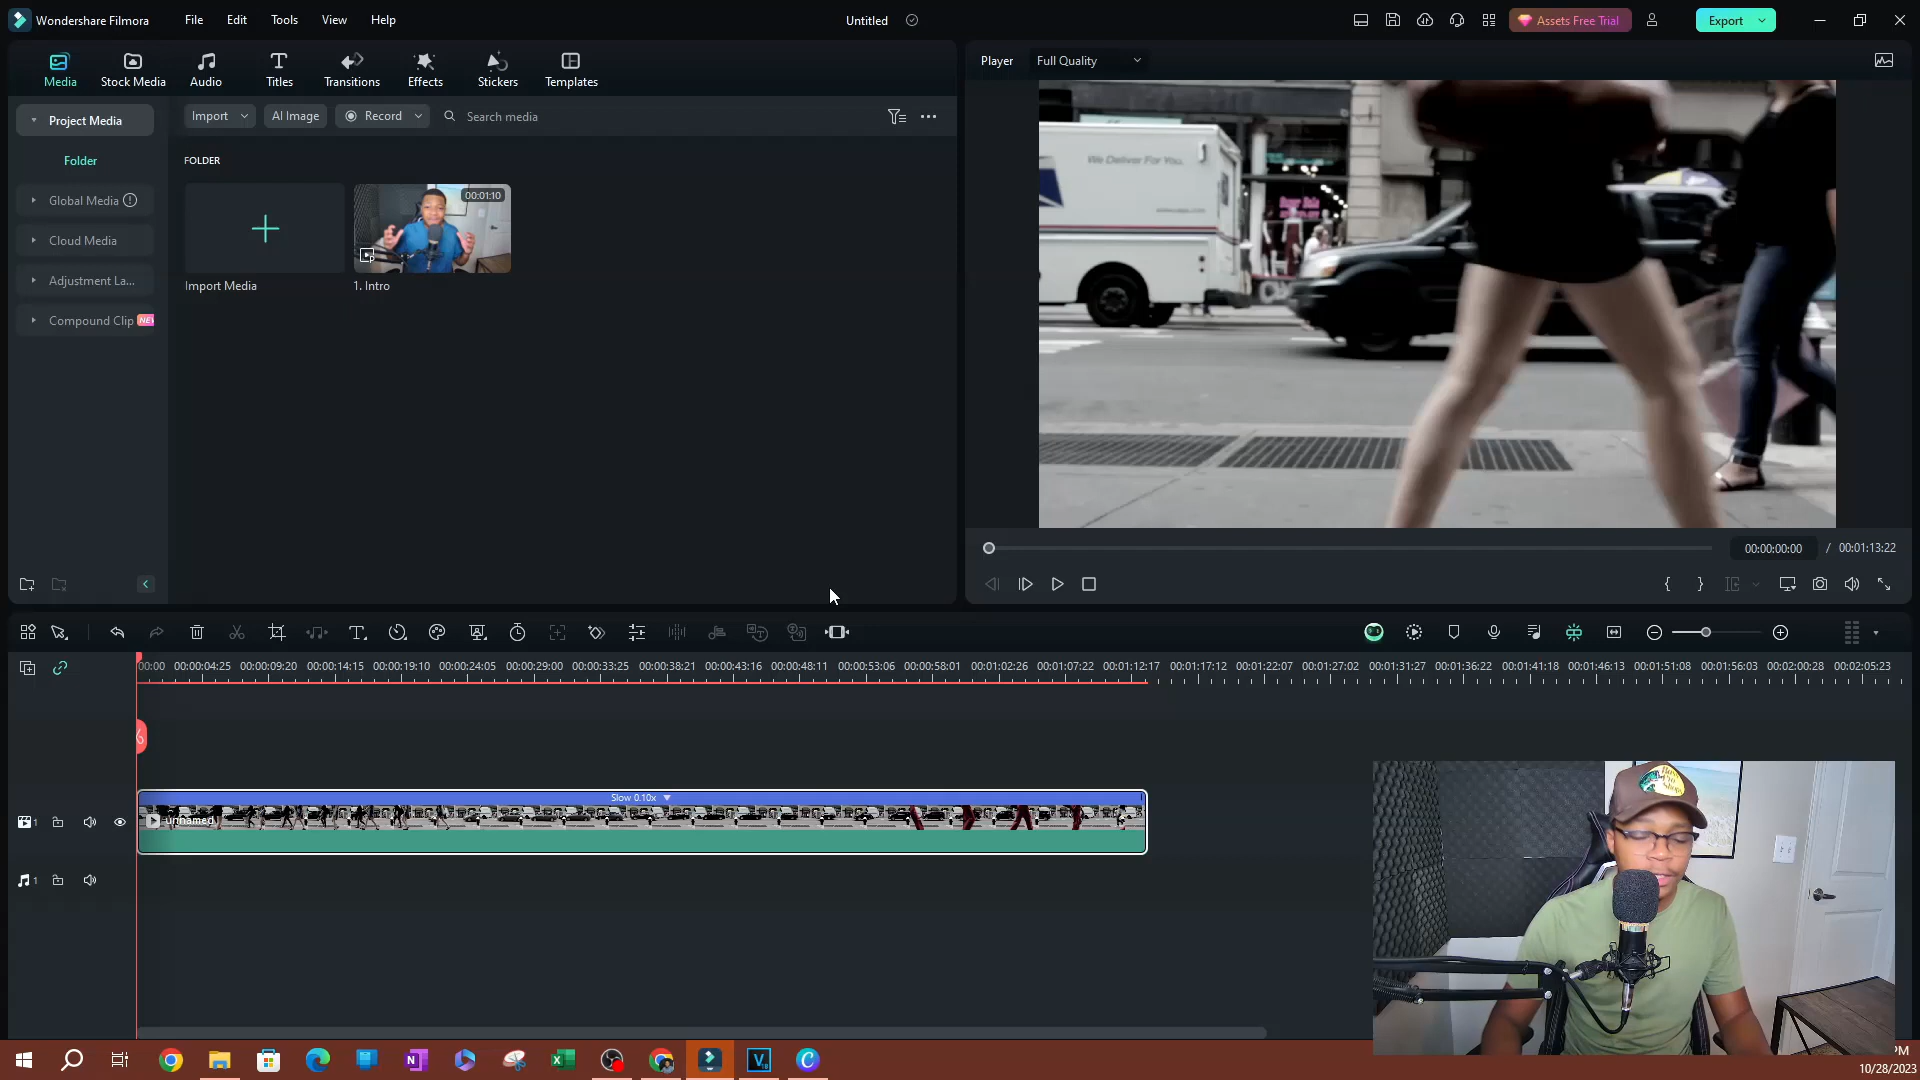 Wondershare Filmora
File
Edit
Tools
View
Help
Untitled
Assets Free Trial
Export
Media
Stock Media
Audio
Titles
Transitions
Effects
Stickers
Templates
Player
Full Quality
Project Media
Folder
Global Media
Cloud Media
Adjustment La...
Compound Clip
NEW
Import
AI Image
Record
Search media
FOLDER
00:01:10
Import Media
1. Intro
We Deliver For You.
00:00:00:00
/
00:01:13:22
00:00 00:00:04:25 00:00:09:20 00:00:14:15 00:00:19:10 00:00:24:05 00:00:29:00 00:00:33:25 00:00:38:21 00:00:43:16 00:00:48:11 00:00:53:06 00:00:58:01 00:01:02:26 00:01:07:22 00:01:12:17 00:01:17:12 00:01:22:07 00:01:27:02 00:01:31:27 00:01:36:22 00:01:41:18 00:01:46:13 00:01:51:08 00:01:56:03 00:02:00:28 00:02:05:23
Slow 0.10x
unnamed
1
1
PM
10/28/2023